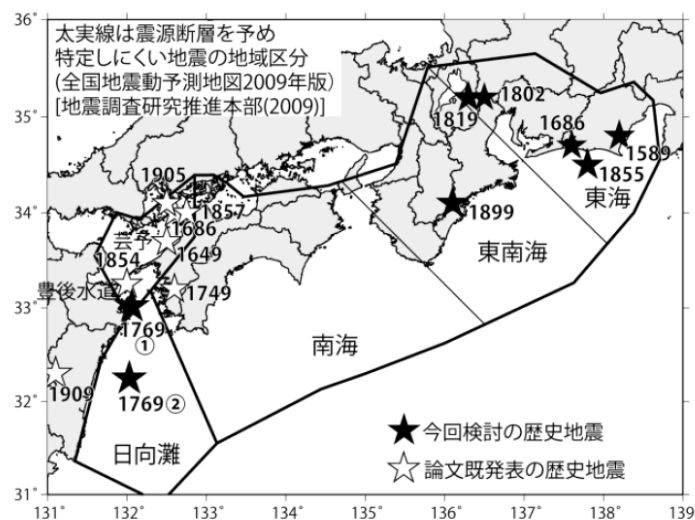 太実線は震源断層を予め
特定しにくい地震の地域区分
(全国地震動予測地図2009年版)
[地震調査研究推進本部(2009)]
36°
35°
34°
33°
32°
31°
1802
1819
1686
1589
1855
東海
1905
1857
1686
1899
芸予
1649
東南海
1854
豊後水道
1749
1769
①
南海
1909
1769②
日向灘
★今回検討の歴史地震
☆論文既発表の歴史地震
131°
132°
133°
134°
135°
136°
137°
138°
139°